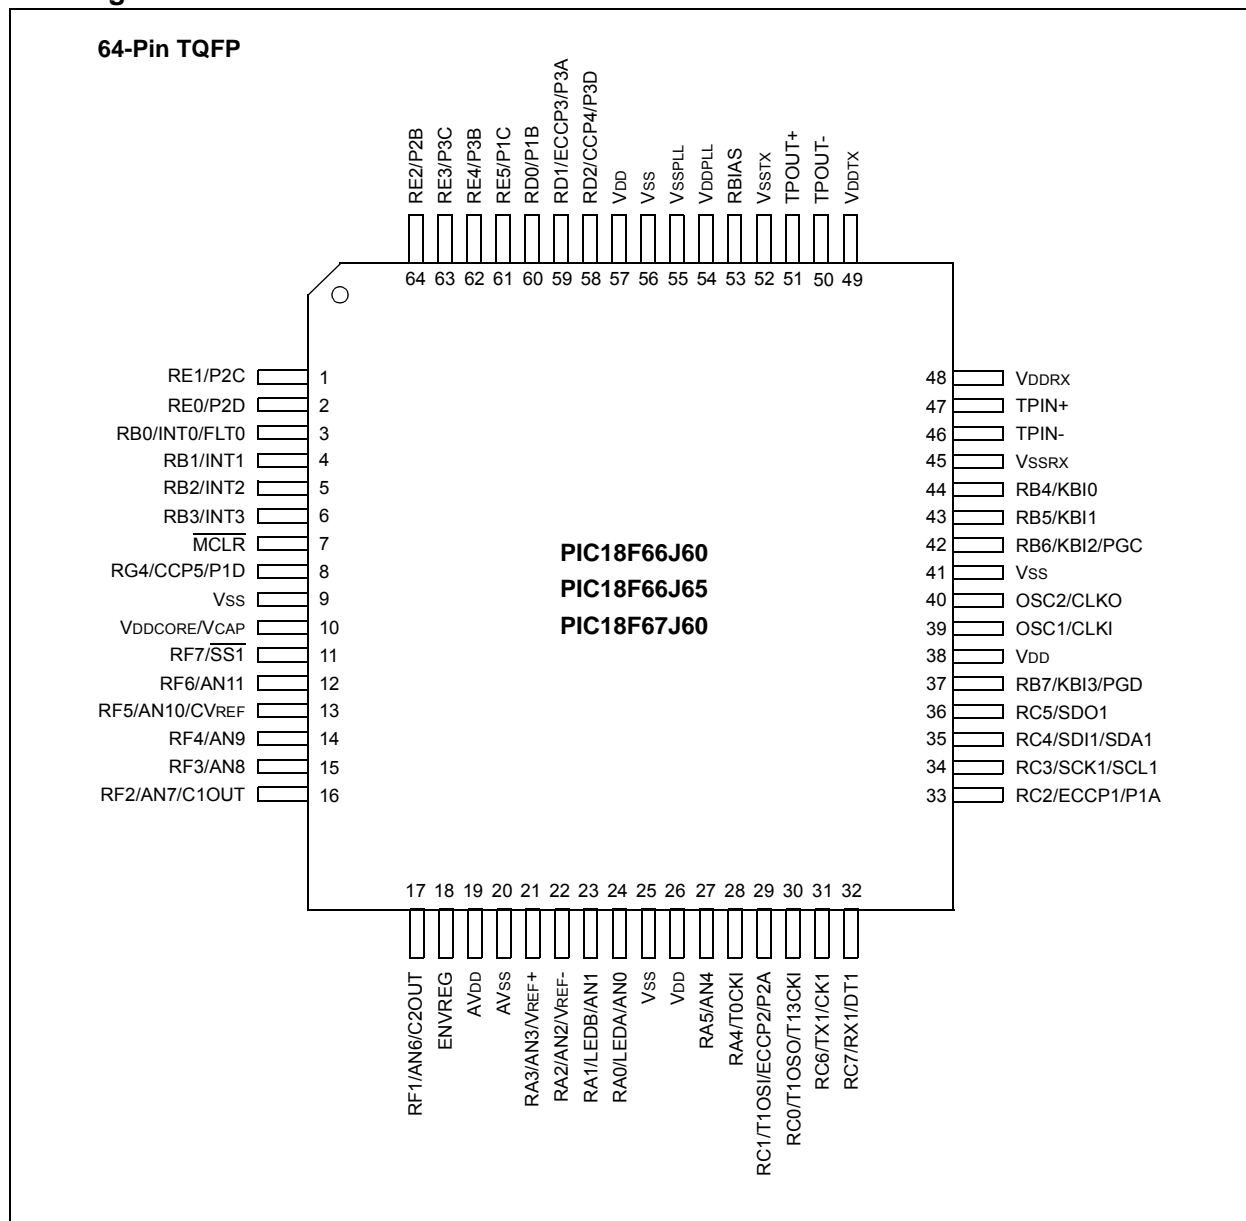 64-Pin TQFP
RE2/P2B
RE3/P3C
RE4/P3B
RE5/P1C
RD0/P1B
RD1/ECCP3/P3A
RD2/CCP4/P3D
VDD
VSS
VSSPLL
VDDPLL
RBIAS
VSSTX
TPOUT+
TPOUT-
VDDTX
64 63 62 61 60 59 58 57 56 55 54 53 52 51 50 49
RE1/P2C 1
RE0/P2D 2
RB0/INT0/FLT0 3
RB1/INT1 4
RB2/INT2 5
RB3/INT3 6
MCLR 7
RG4/CCP5/P1D 8
VSS 9
VDDCORE/VCAP 10
RF7/SS1 11
RF6/AN11 12
RF5/AN10/CVREF 13
RF4/AN9 14
RF3/AN8 15
RF2/AN7/C1OUT 16
PIC18F66J60
PIC18F66J65
PIC18F67J60
48 VDDRX
47 TPIN+
46 TPIN-
45 VSSRX
44 RB4/KBI0
43 RB5/KBI1
42 RB6/KBI2/PGC
41 VSS
40 OSC2/CLKO
39 OSC1/CLKI
38 VDD
37 RB7/KBI3/PGD
36 RC5/SDO1
35 RC4/SDI1/SDA1
34 RC3/SCK1/SCL1
33 RC2/ECCP1/P1A
17 18 19 20 21 22 23 24 25 26 27 28 29 30 31 32
RF1/AN6/C2OUT
ENVREG
AVDD
AVSS
RA3/AN3/VREF+
RA2/AN2/VREF-
RA1/LEDB/AN1
RA0/LEDA/AN0
VSS
VDD
RA5/AN4
RA4/T0CKI
RC1/T1OSI/ECCP2/P2A
RC0/T1OSO/T13CKI
RC6/TX1/CK1
RC7/RX1/DT1